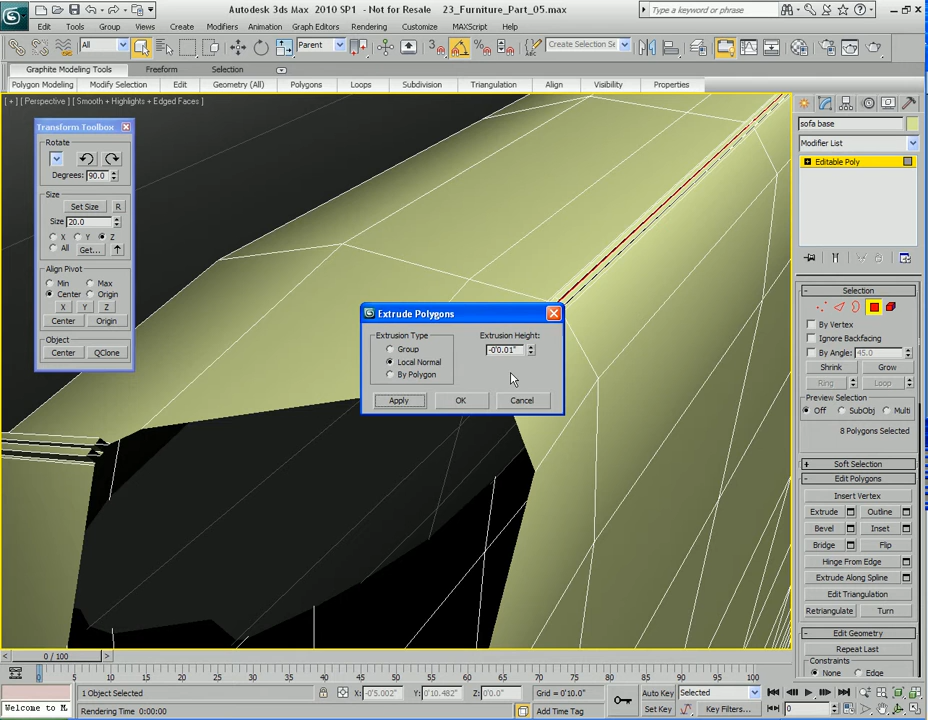 Autodesk 3ds Max 2010 SP1 - Not for Resale 23_Furniture_Part_05.max
Type a keyword or phrase
Edit Tools Group Views Create Modifiers Animation Graph Editors Rendering Customize MAXScript Help
All
Parent
Create Selection Se
Graphite Modeling Tools Freeform Selection
Polygon Modeling Modify Selection Edit Geometry (All) Polygons Loops Subdivision Triangulation Align Visibility Properties
[ + ] [ Perspective ] [ Smooth + Highlights + Edged Faces ]
Transform Toolbox
Rotate
Degrees: 90.0
Size
Set Size R
Size 20.0
X Y Z
All Get...
Align Pivot
Min Max
Center Origin
X Y Z
Center Origin
Object
Center QClone
Extrude Polygons
Extrusion Type
Group
Local Normal
By Polygon
Extrusion Height:
-0'0.01"
Apply OK Cancel
sofa base
Modifier List
Editable Poly
Selection
By Vertex
Ignore Backfacing
By Angle: 45.0
Shrink Grow
Ring Loop
Preview Selection
Off SubObj Multi
8 Polygons Selected
Soft Selection
Edit Polygons
Insert Vertex
Extrude Outline
Bevel Inset
Bridge Flip
Hinge From Edge
Extrude Along Spline
Edit Triangulation
Retriangulate Turn
Edit Geometry
Repeat Last
Constraints
None Edge
0 / 100
0 5 10 15 20 25 30 35 40 45 50 55 60 65 70 75 80 85 90 95 100
1 Object Selected
X: -0'5.002" Y: 0'10.482" Z: 0'0.0"
Grid = 0'10.0"
Auto Key Selected
Welcome to M
Rendering Time 0:00:00
Add Time Tag
Set Key Key Filters...
0